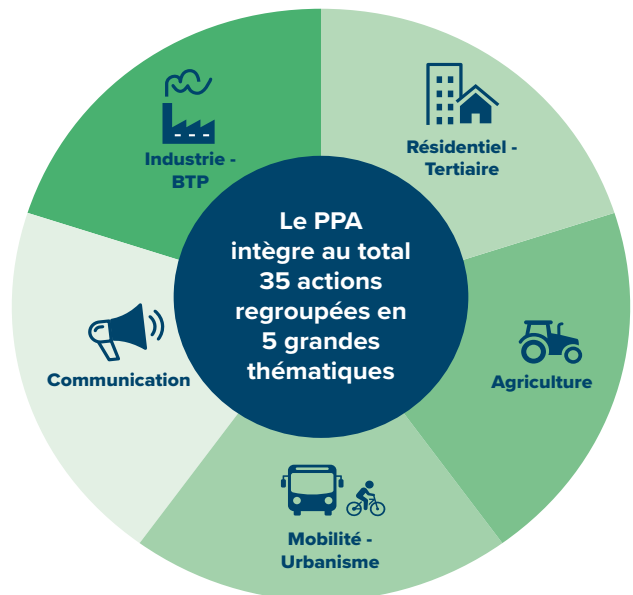 Industrie -
BTP
Résidentiel -
Tertiaire
Le PPA
intègre au total
35 actions
regroupées en
5 grandes
thématiques
Communication
Agriculture
Mobilité -
Urbanisme